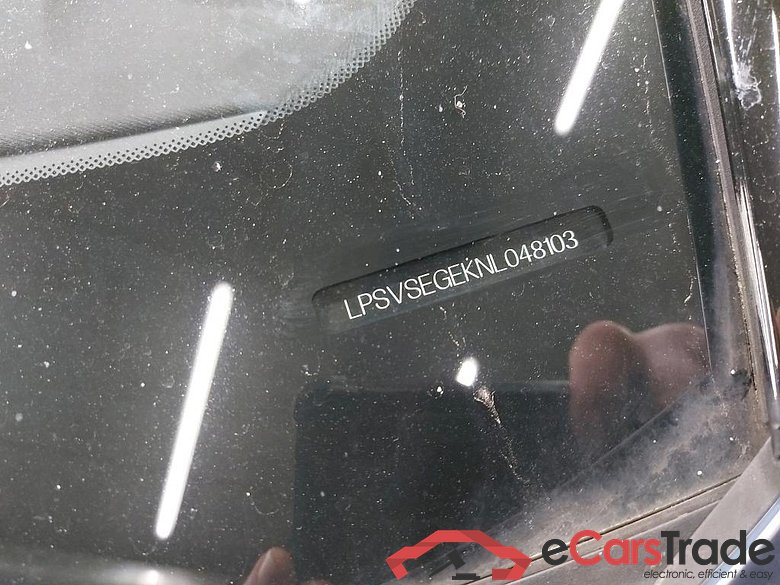 LPSVSEGEKNL048103
eCarsTrade
electronic, efficient & easy